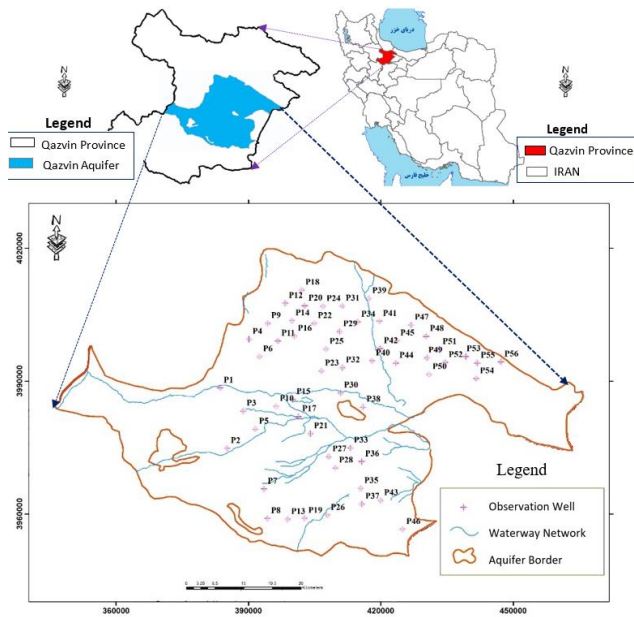 دریای خزر
N
N
Legend
Qazvin Province
Qazvin Aquifer
Legend
Qazvin Province
IRAN
خلیج فارس
N
4020000
3990000
3960000
P18
P39
P12
P20
P24
P31
P14
P22
P34
P41
P47
P9
P4
P11
P16
P29
P45
P48
P6
P25
P42
P51
P53
P56
P23
P32
P40
P44
P49
P52
P55
P50
P54
P1
P15
P30
P10
P38
P3
P17
P5
P21
P2
P33
P27
P36
P28
P7
P35
P37
P43
P8
P13
P19
P26
P46
Legend
Observation Well
Waterway Network
Aquifer Border
360000
390000
420000
450000